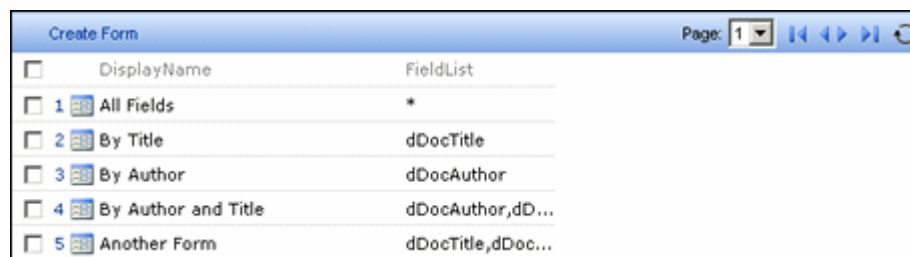 Create Form Page: 1
DisplayName FieldList
1 All Fields *
2 By Title dDocTitle
3 By Author dDocAuthor
4 By Author and Title dDocAuthor,dD...
5 Another Form dDocTitle,dDoc...